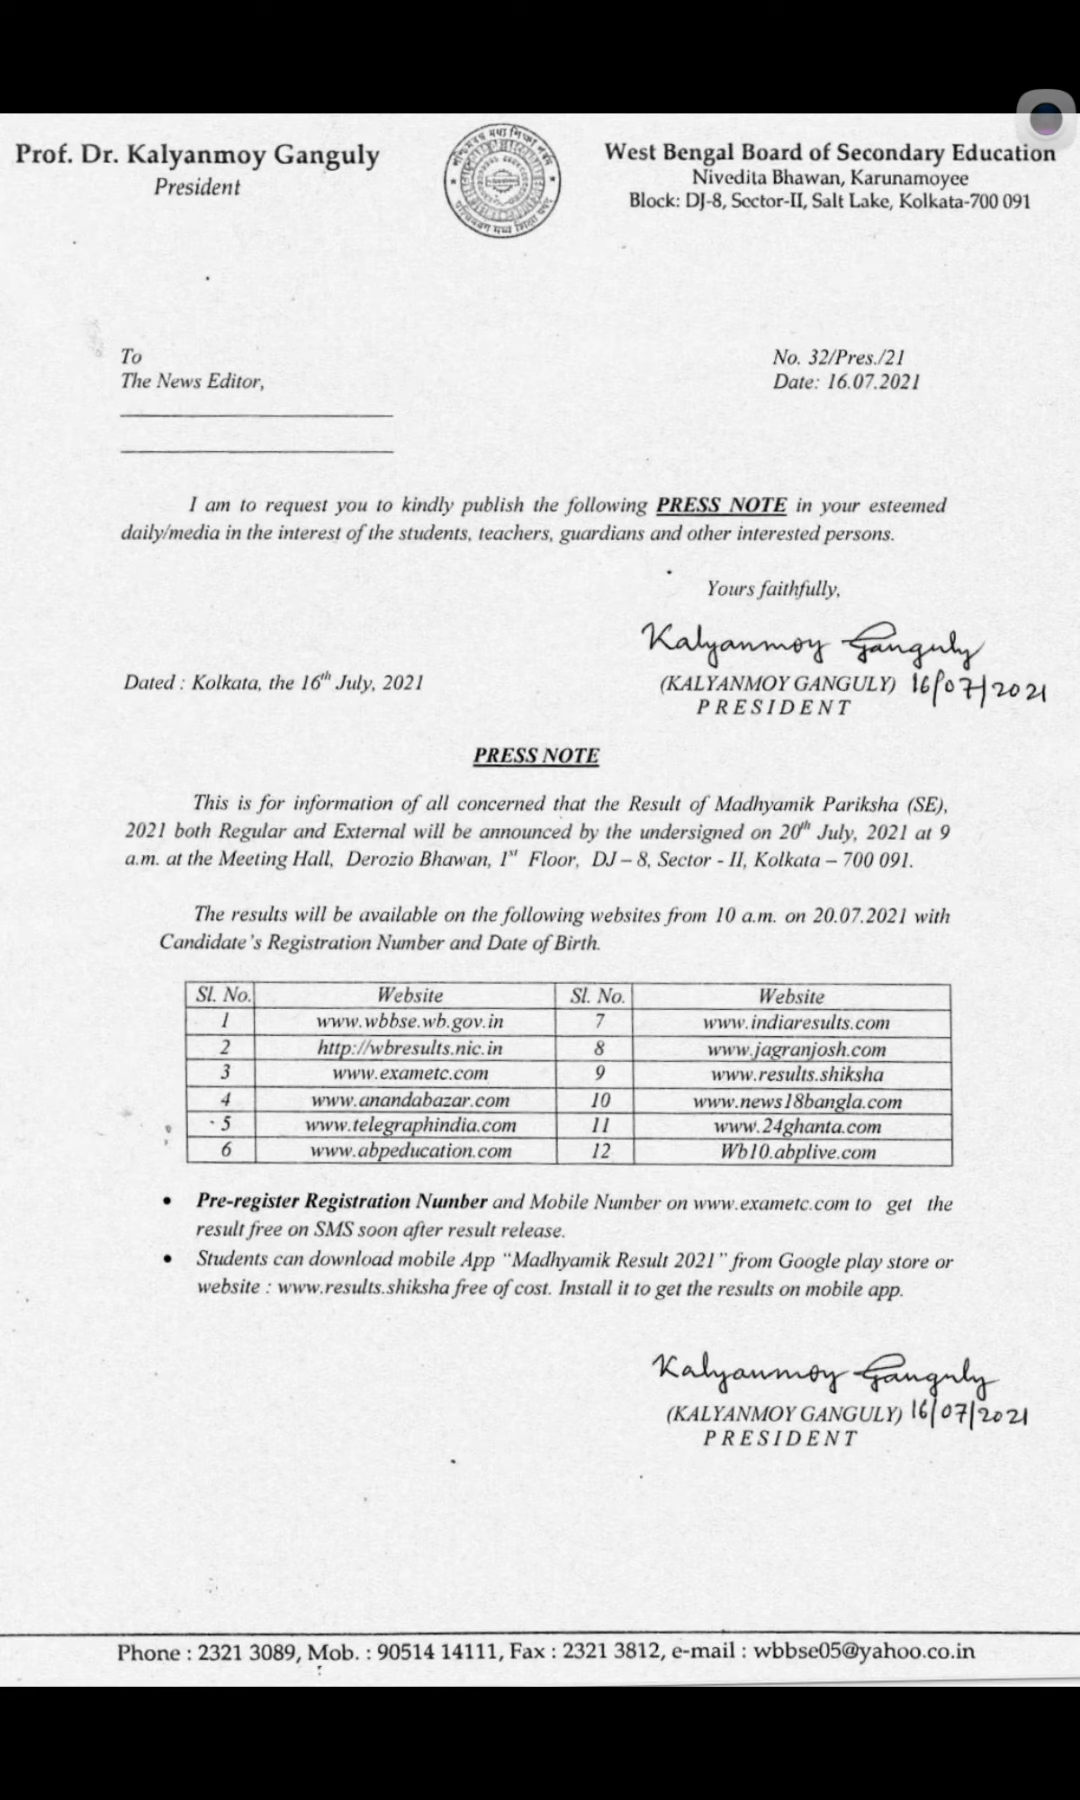 Prof. Dr. Kalyanmoy Ganguly
President
West Bengal Board of Secondary Education
Nivedita Bhawan, Karunamoyee
Block: DJ-8, Sector-II, Salt Lake, Kolkata-700 091
To
The News Editor,
No. 32/Pres./21
Date: 16.07.2021
I am to request you to kindly publish the following PRESS NOTE in your esteemed
daily/media in the interest of the students, teachers, guardians and other interested persons.
Yours faithfully,
Kalyanmoy Ganguly
Dated : Kolkata, the 16th July, 2021
(KALYANMOY GANGULY) 16/07/2021
PRESIDENT
PRESS NOTE
This is for information of all concerned that the Result of Madhyamik Pariksha (SE),
2021 both Regular and External will be announced by the undersigned on 20th July, 2021 at 9
a.m. at the Meeting Hall, Derozio Bhawan, 1st Floor, DJ – 8, Sector - II, Kolkata – 700 091.
The results will be available on the following websites from 10 a.m. on 20.07.2021 with
Candidate's Registration Number and Date of Birth.
Sl. No. Website Sl. No. Website
1 www.wbbse.wb.gov.in 7 www.indiaresults.com
2 http://wbresults.nic.in 8 www.jagranjosh.com
3 www.exametc.com 9 www.results.shiksha
4 www.anandabazar.com 10 www.news18bangla.com
5 www.telegraphindia.com 11 www.24ghanta.com
6 www.abpeducation.com 12 Wb10.abplive.com
• Pre-register Registration Number and Mobile Number on www.exametc.com to get the
result free on SMS soon after result release.
• Students can download mobile App "Madhyamik Result 2021" from Google play store or
website : www.results.shiksha free of cost. Install it to get the results on mobile app.
Kalyanmoy Ganguly
(KALYANMOY GANGULY) 16/07/2021
PRESIDENT
Phone : 2321 3089, Mob. : 90514 14111, Fax : 2321 3812, e-mail : wbbse05@yahoo.co.in